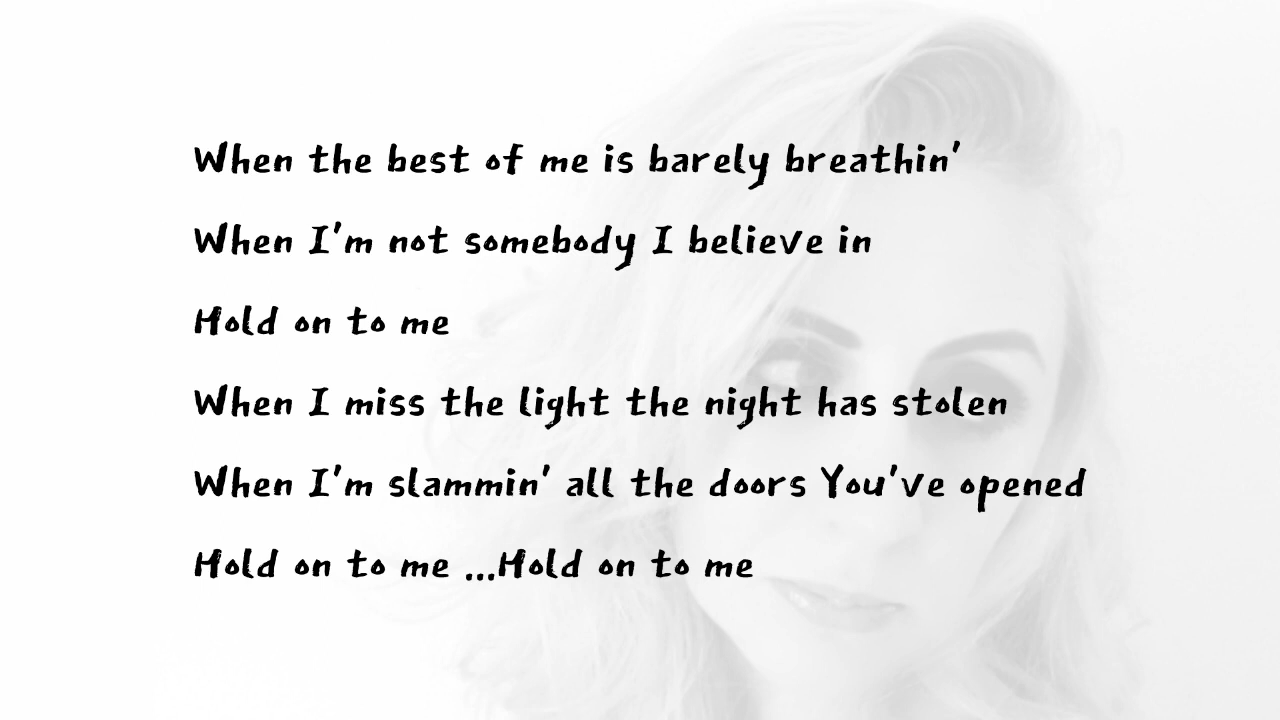 When the best of me is barely breathin'
When I'm not somebody I believe in
Hold on to me
When I miss the light the night has stolen
When I'm slammin' all the doors You've opened
Hold on to me ...Hold on to me